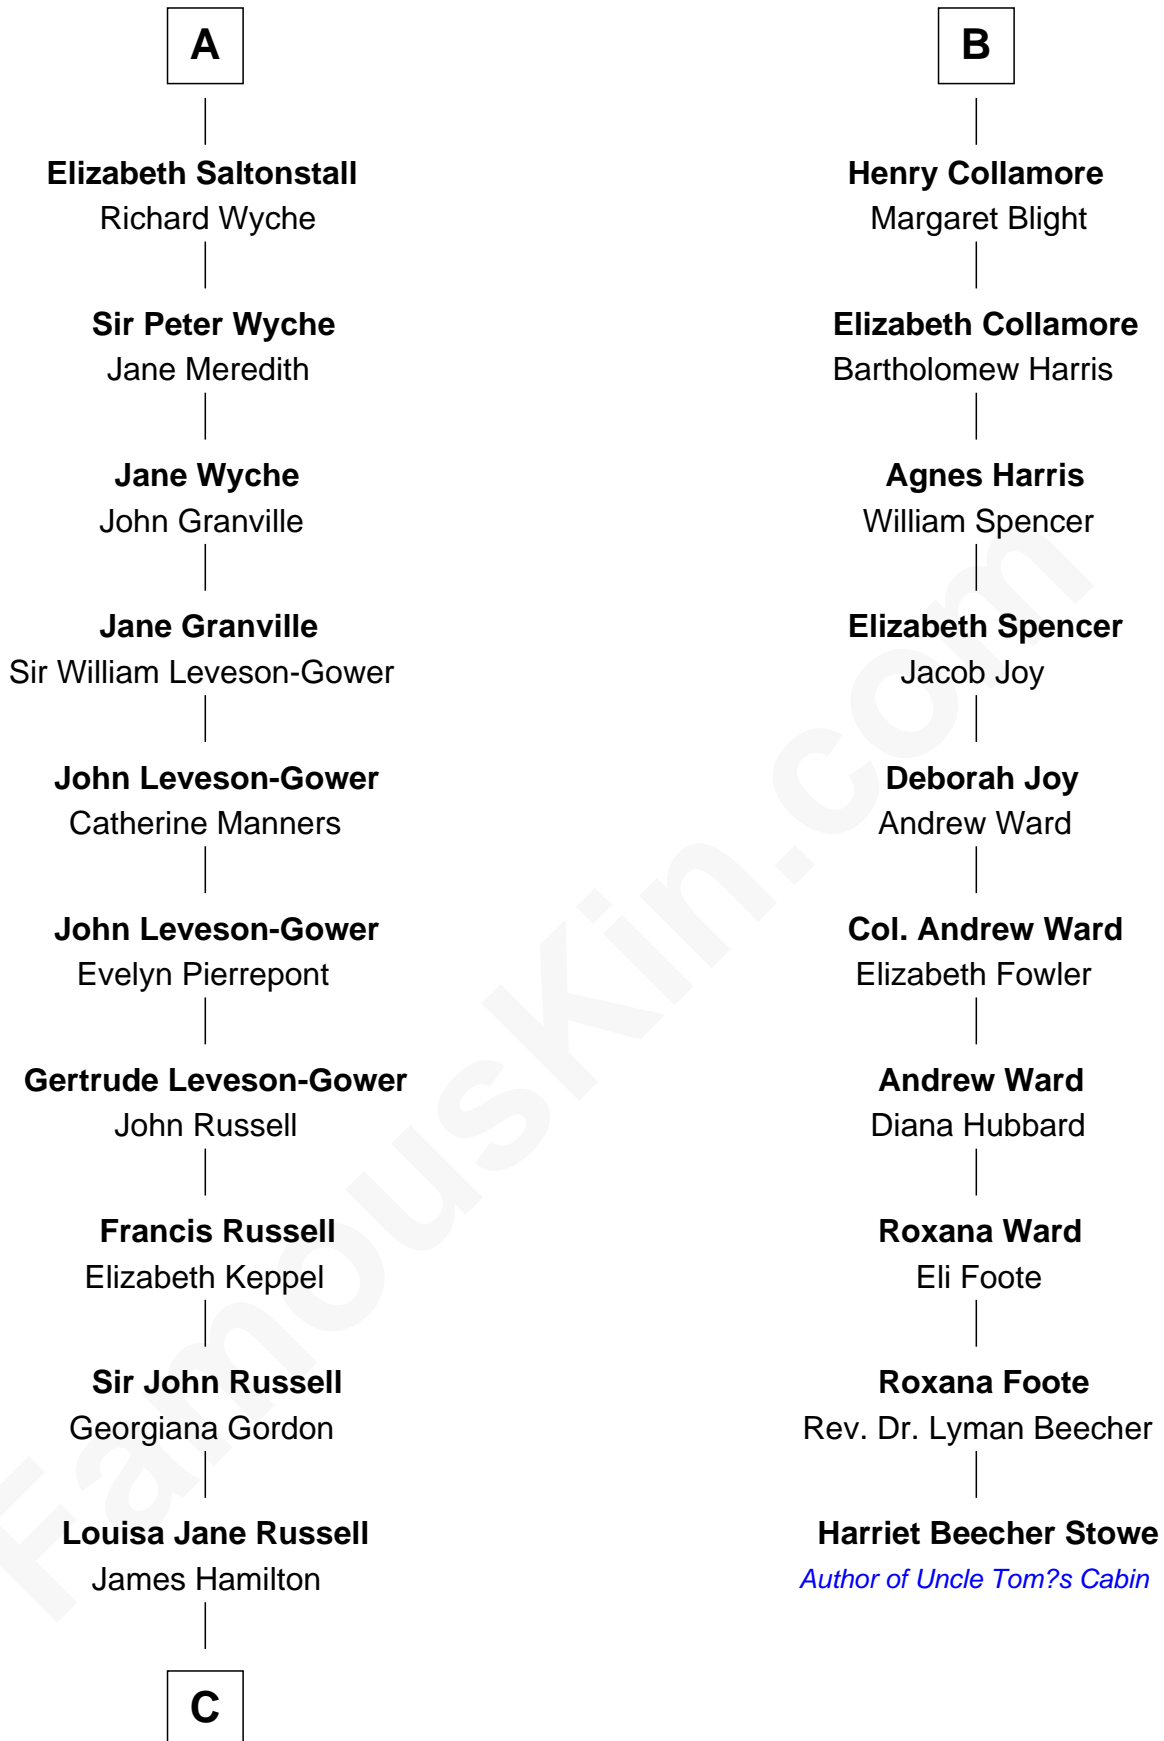 A
Elizabeth Saltonstall
Richard Wyche
Sir Peter Wyche
Jane Meredith
Jane Wyche
John Granville
Jane Granville
Sir William Leveson-Gower
John Leveson-Gower
Catherine Manners
John Leveson-Gower
Evelyn Pierrepont
Gertrude Leveson-Gower
John Russell
Francis Russell
Elizabeth Keppel
Sir John Russell
Georgiana Gordon
Louisa Jane Russell
James Hamilton
C
B
Henry Collamore
Margaret Blight
Elizabeth Collamore
Bartholomew Harris
Agnes Harris
William Spencer
Elizabeth Spencer
Jacob Joy
Deborah Joy
Andrew Ward
Col. Andrew Ward
Elizabeth Fowler
Andrew Ward
Diana Hubbard
Roxana Ward
Eli Foote
Roxana Foote
Rev. Dr. Lyman Beecher
Harriet Beecher Stowe
Author of Uncle Tom?s Cabin
FamousKin.com